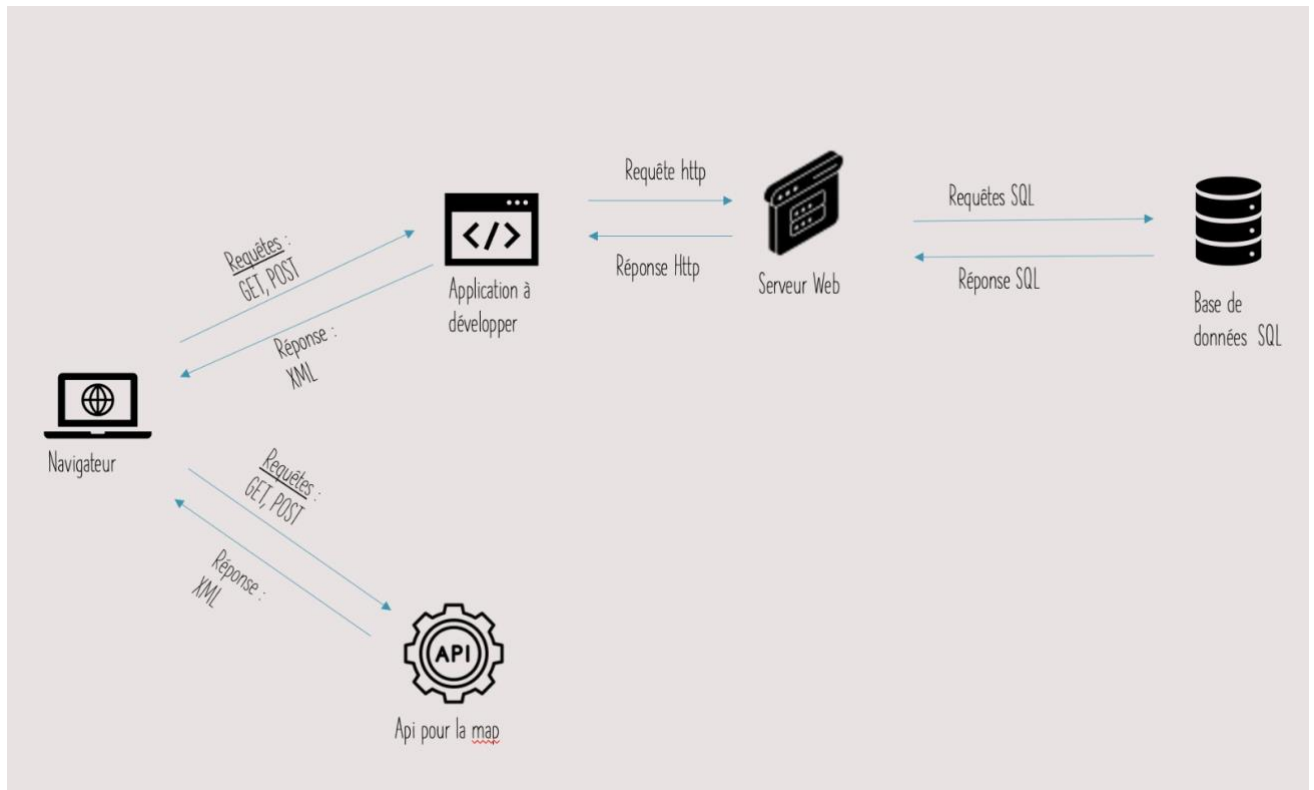 Requête http
Requêtes SQL
</>
Requêtes :
GET, POST
Réponse Http
Serveur Web
Réponse SQL
Application à
développer
Base de
données SQL
Réponse :
XML
Navigateur
Requêtes :
GET, POST
Réponse :
XML
API
Api pour la map